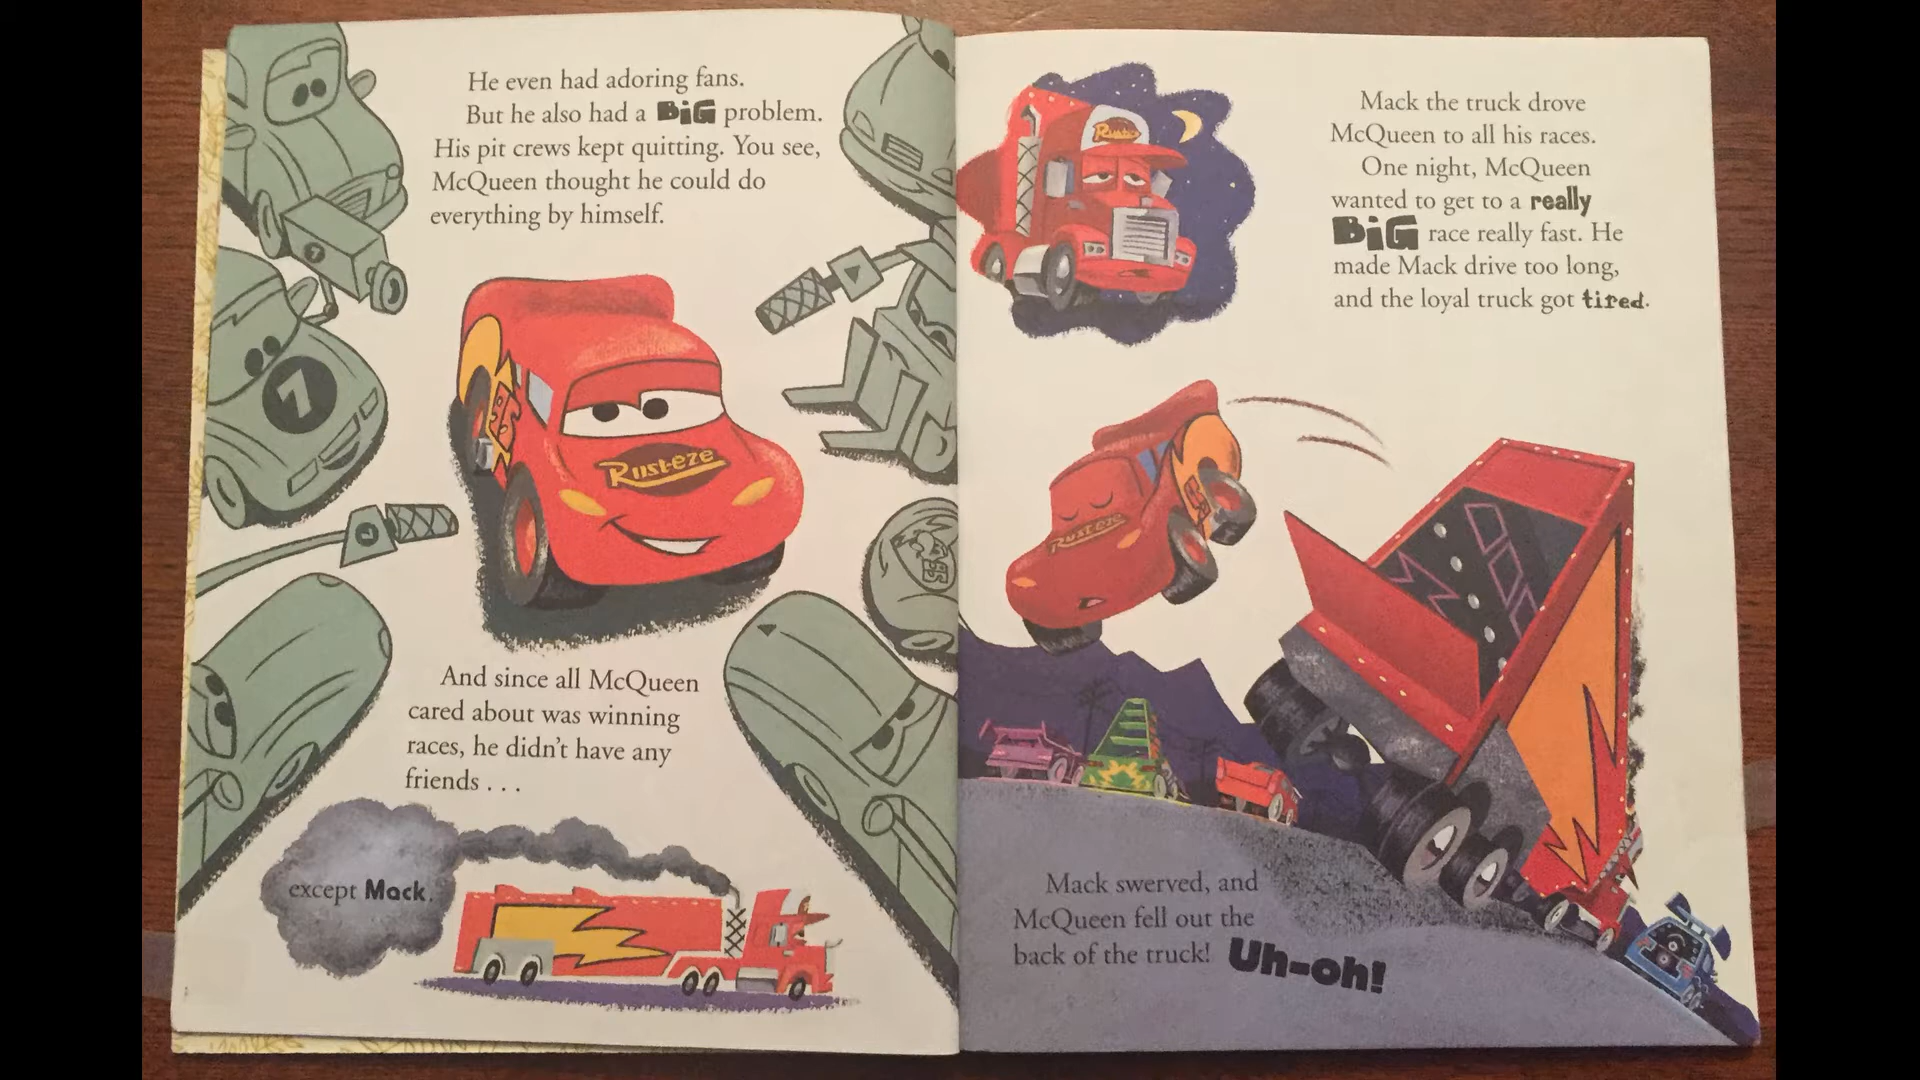 He even had adoring fans.
But he also had a BiG problem.
His pit crews kept quitting. You see,
McQueen thought he could do
everything by himself.
7
7
Rust-eze
And since all McQueen
cared about was winning
races, he didn't have any
friends . . .
except Mack.
Mack the truck drove
McQueen to all his races.
One night, McQueen
wanted to get to a really
BiG race really fast. He
made Mack drive too long,
and the loyal truck got tired.
Rust-eze
Mack swerved, and
McQueen fell out the
back of the truck! Uh-oh!